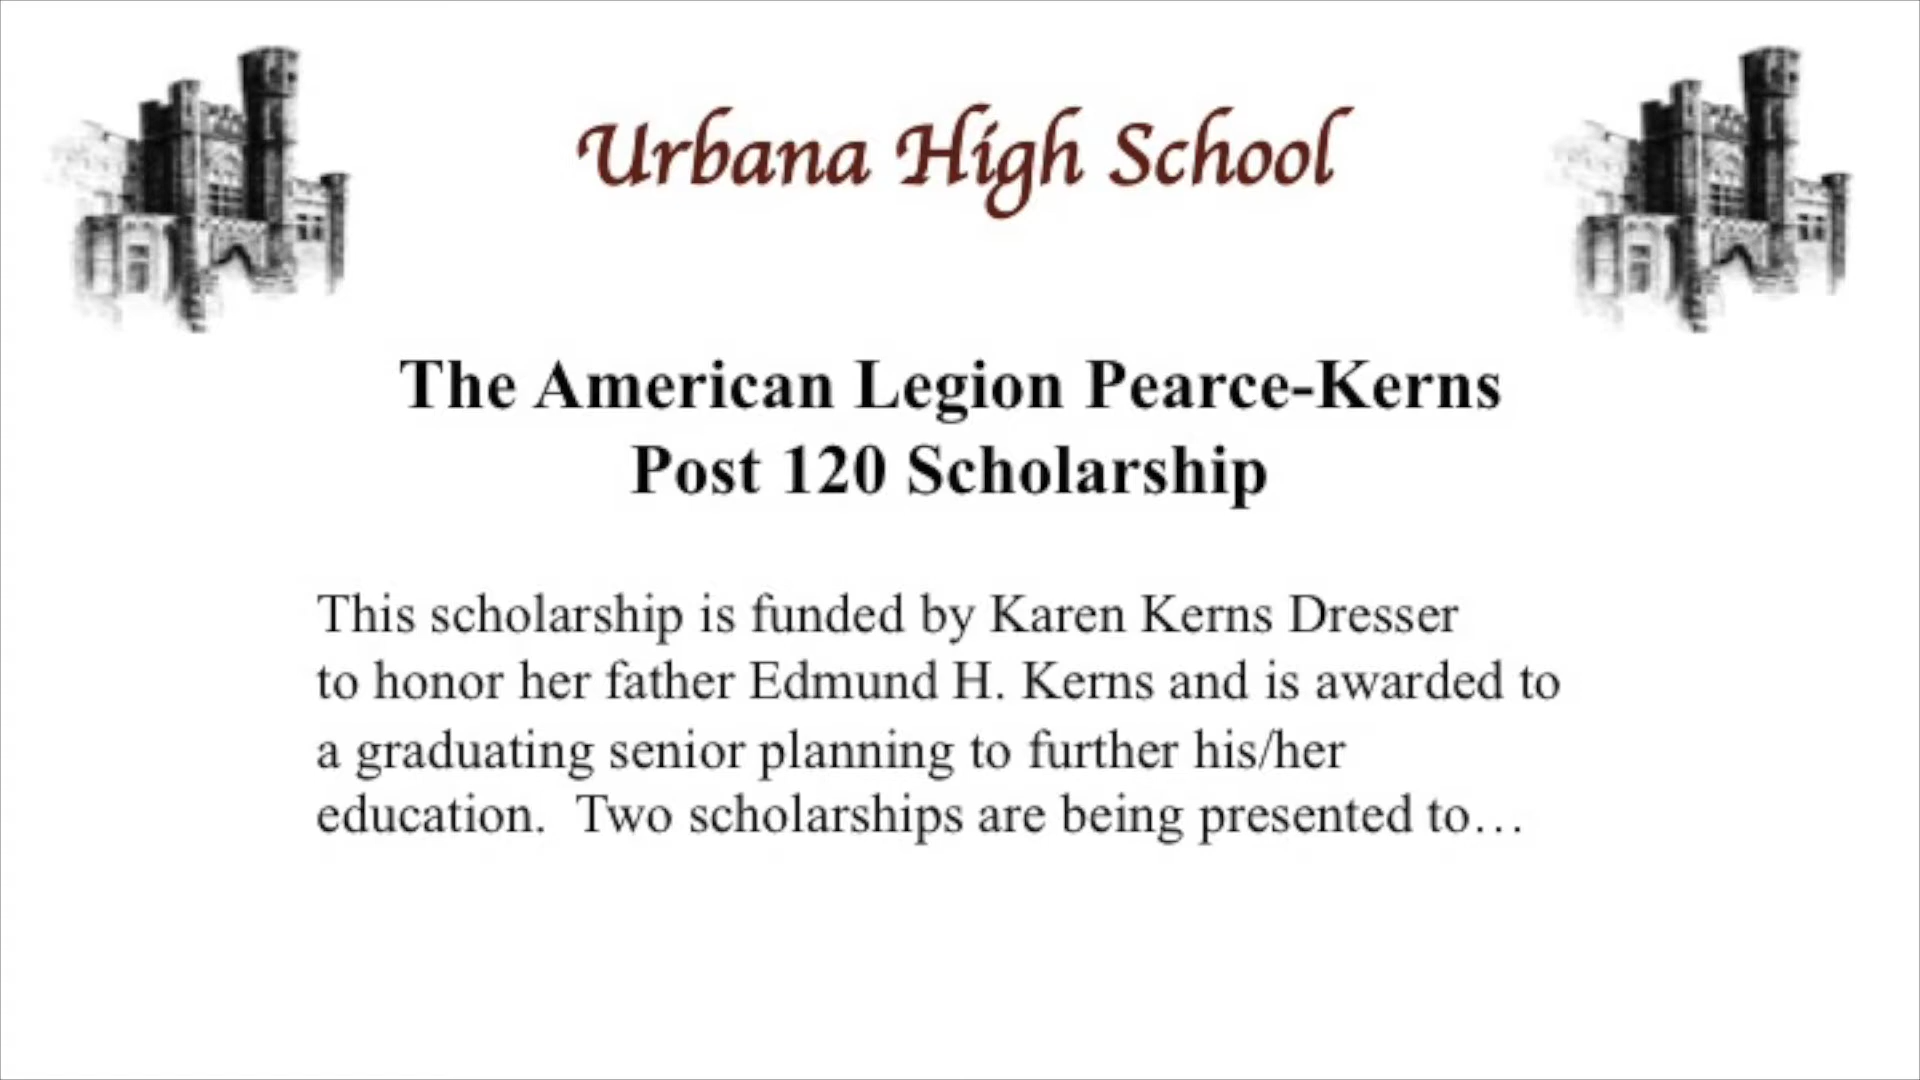 Urbana High School
The American Legion Pearce-Kerns
Post 120 Scholarship
This scholarship is funded by Karen Kerns Dresser
to honor her father Edmund H. Kerns and is awarded to
a graduating senior planning to further his/her
education.  Two scholarships are being presented to…